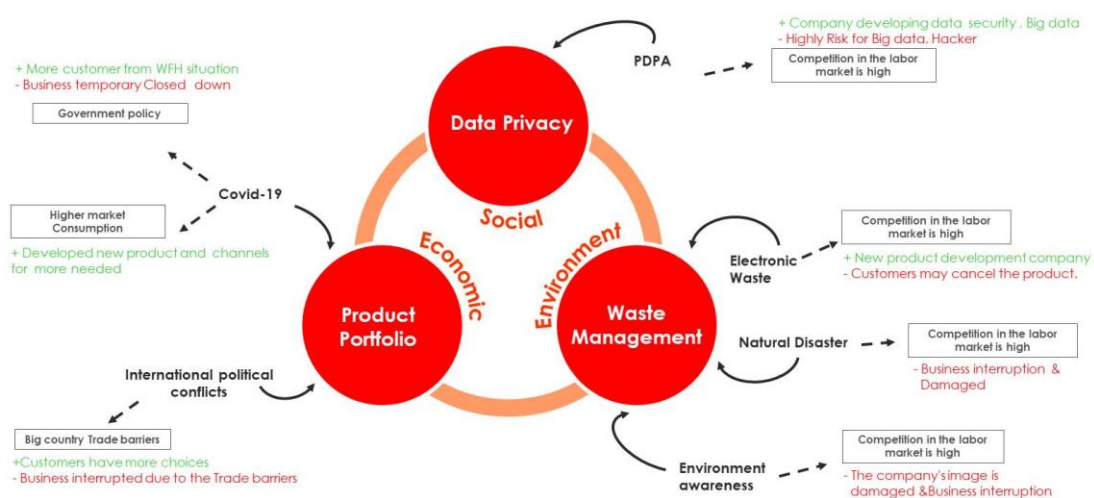 + Company developing data security , Big data
- Highly Risk for Big data, Hacker
PDPA
Competition in the labor
market is high
+ More customer from WFH situation
- Business temporary Closed down
Government policy
Data Privacy
Covid-19
Higher market
Consumption
+ Developed new product and channels
for more needed
Social
Economic
Environment
Competition in the labor
market is high
Electronic
Waste
+ New product development company
- Customers may cancel the product.
Product
Portfolio
Waste
Management
Natural Disaster
Competition in the labor
market is high
- Business interruption &
Damaged
International political
conflicts
Big country Trade barriers
+Customers have more choices
- Business interrupted due to the Trade barriers
Environment
awareness
Competition in the labor
market is high
- The company's image is
damaged &Business interruption